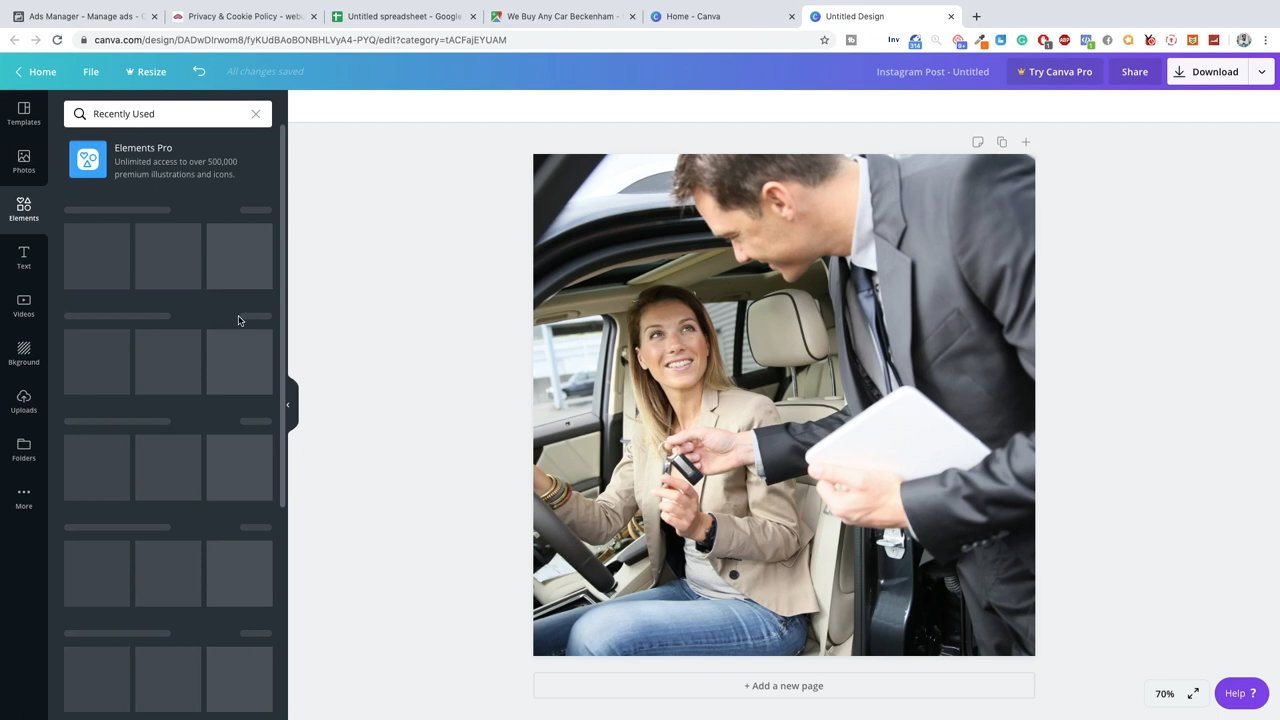 Ads Manager - Manage ads -
Privacy & Cookie Policy - webu
Untitled spreadsheet - Google
We Buy Any Car Beckenham -
Home - Canva
Untitled Design
canva.com/design/DADwDIrwom8/fyKUdBAoBONBHLVyA4-PYQ/edit?category=tACFajEYUAM
Inv
Home
File
Resize
All changes saved
Instagram Post - Untitled
Try Canva Pro
Share
Download
Templates
Photos
Elements
Text
Videos
Bkground
Uploads
Folders
More
Recently Used
Elements Pro
Unlimited access to over 500,000
premium illustrations and icons.
+ Add a new page
70%
Help ?